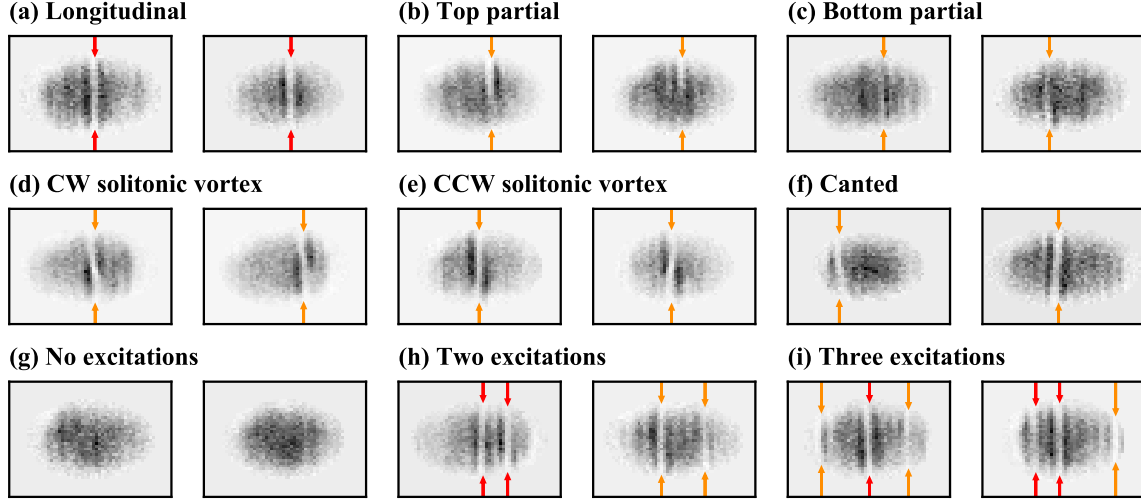 (a) Longitudinal
(b) Top partial
(c) Bottom partial
(d) CW solitonic vortex
(e) CCW solitonic vortex
(f) Canted
(g) No excitations
(h) Two excitations
(i) Three excitations